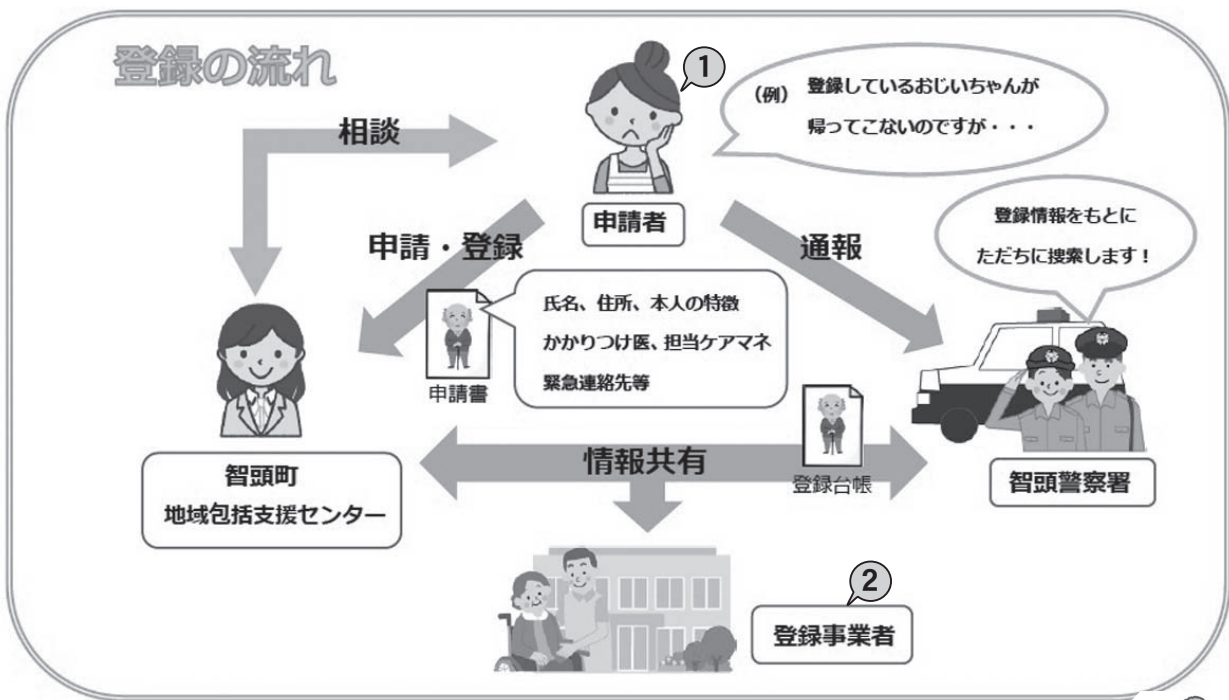 登録の流れ
1
(例) 登録しているおじいちゃんが
帰ってこないのですが・・・
相談
申請者
登録情報をもとに
ただちに捜索します!
申請・登録
通報
氏名、住所、本人の特徴
かかりつけ医、担当ケアマネ
緊急連絡先等
申請書
情報共有
登録台帳
智頭町
地域包括支援センター
智頭警察署
2
登録事業者